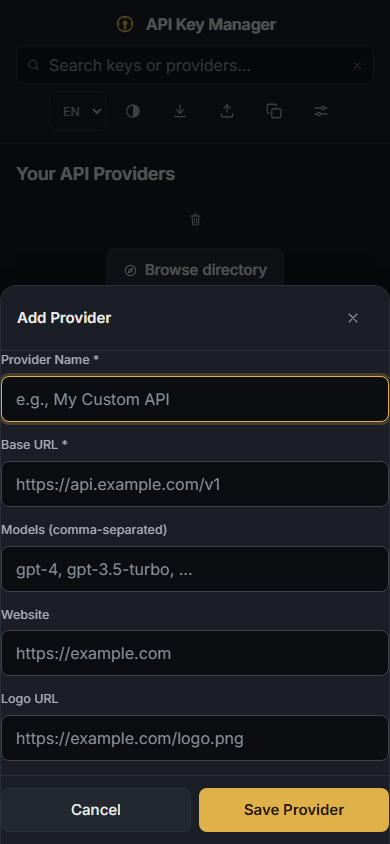 API Key Manager
Search keys or providers...
EN
Your API Providers
Browse directory
Add Provider
Provider Name *
e.g., My Custom API
Base URL *
https://api.example.com/v1
Models (comma-separated)
gpt-4, gpt-3.5-turbo, ...
Website
https://example.com
Logo URL
https://example.com/logo.png
Cancel
Save Provider